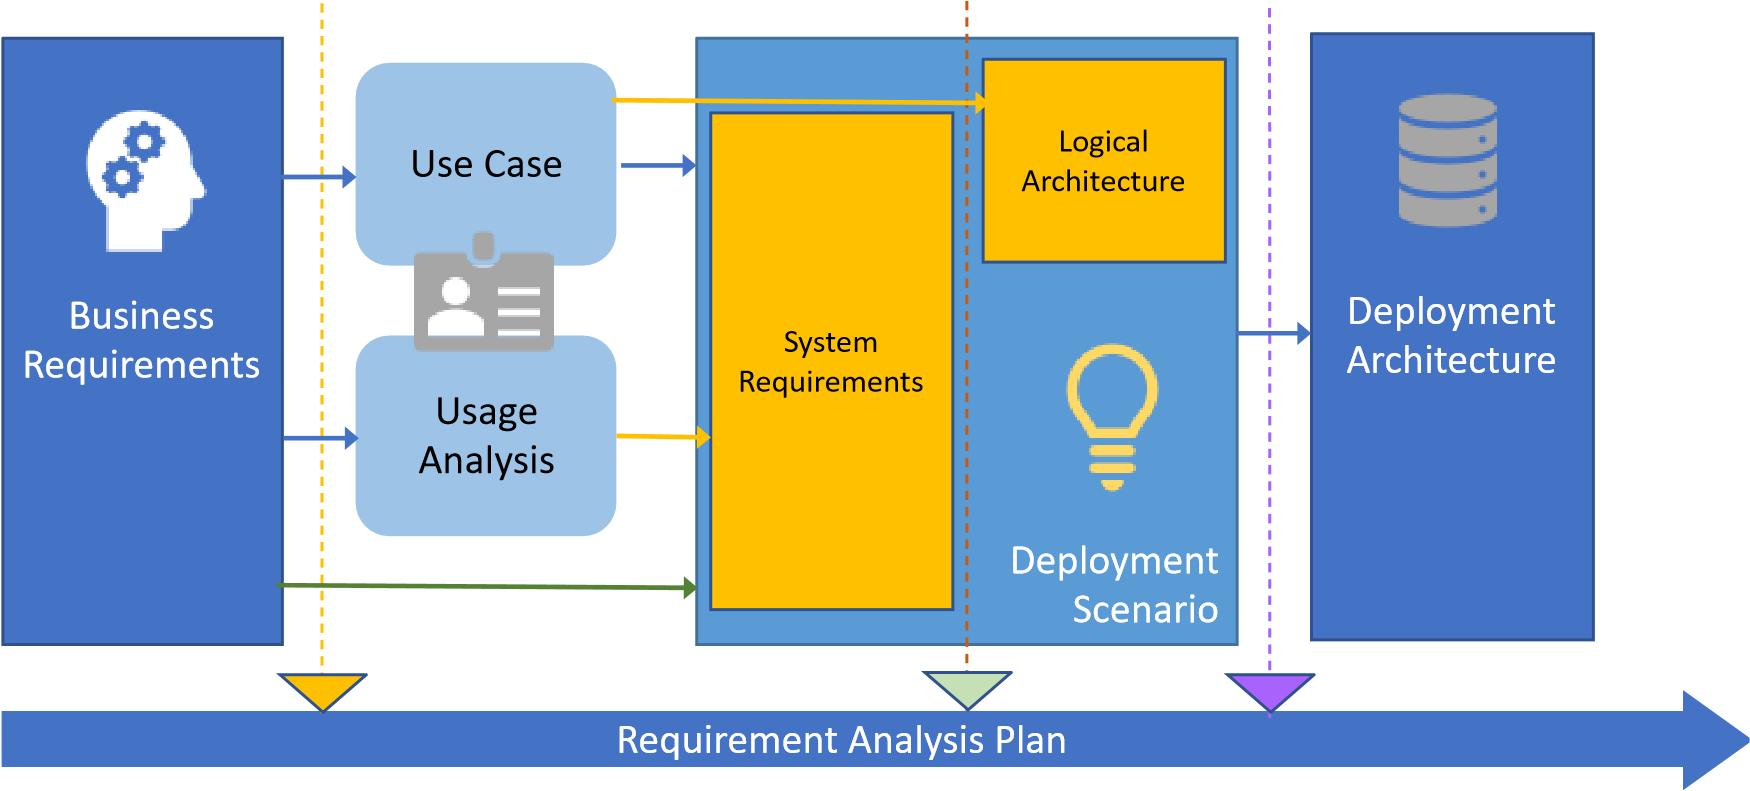 Business
Requirements
Use Case
Usage
Analysis
System
Requirements
Logical
Architecture
Deployment
Scenario
Deployment
Architecture
Requirement Analysis Plan